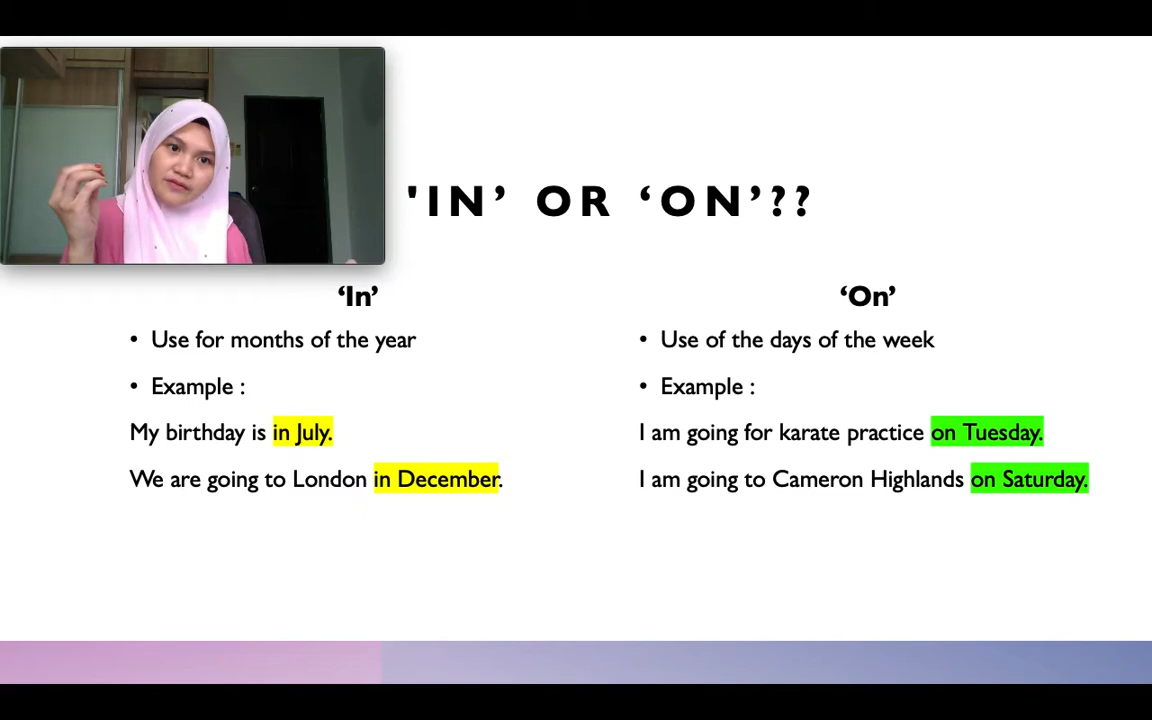 'IN’ OR ‘ON’??
‘In’
• Use for months of the year
• Example :
My birthday is in July.
We are going to London in December.
‘On’
• Use of the days of the week
• Example :
I am going for karate practice on Tuesday.
I am going to Cameron Highlands on Saturday.